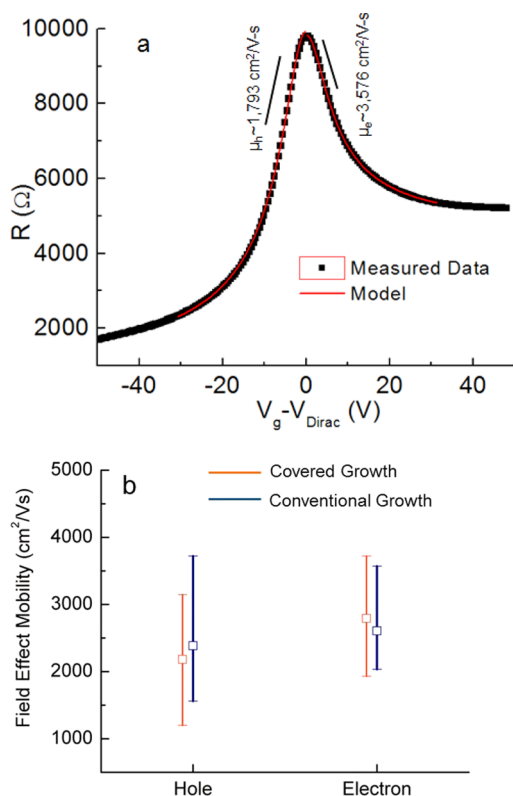 a
μh~1,793 cm²/V-s
μe~3,576 cm²/V-s
10000
8000
6000
4000
2000
R (Ω)
Measured Data
Model
-40 -20 0 20 40
Vg-VDirac (V)
b
Covered Growth
Conventional Growth
5000
4000
3000
2000
1000
Field Effect Mobility (cm²/Vs)
Hole Electron